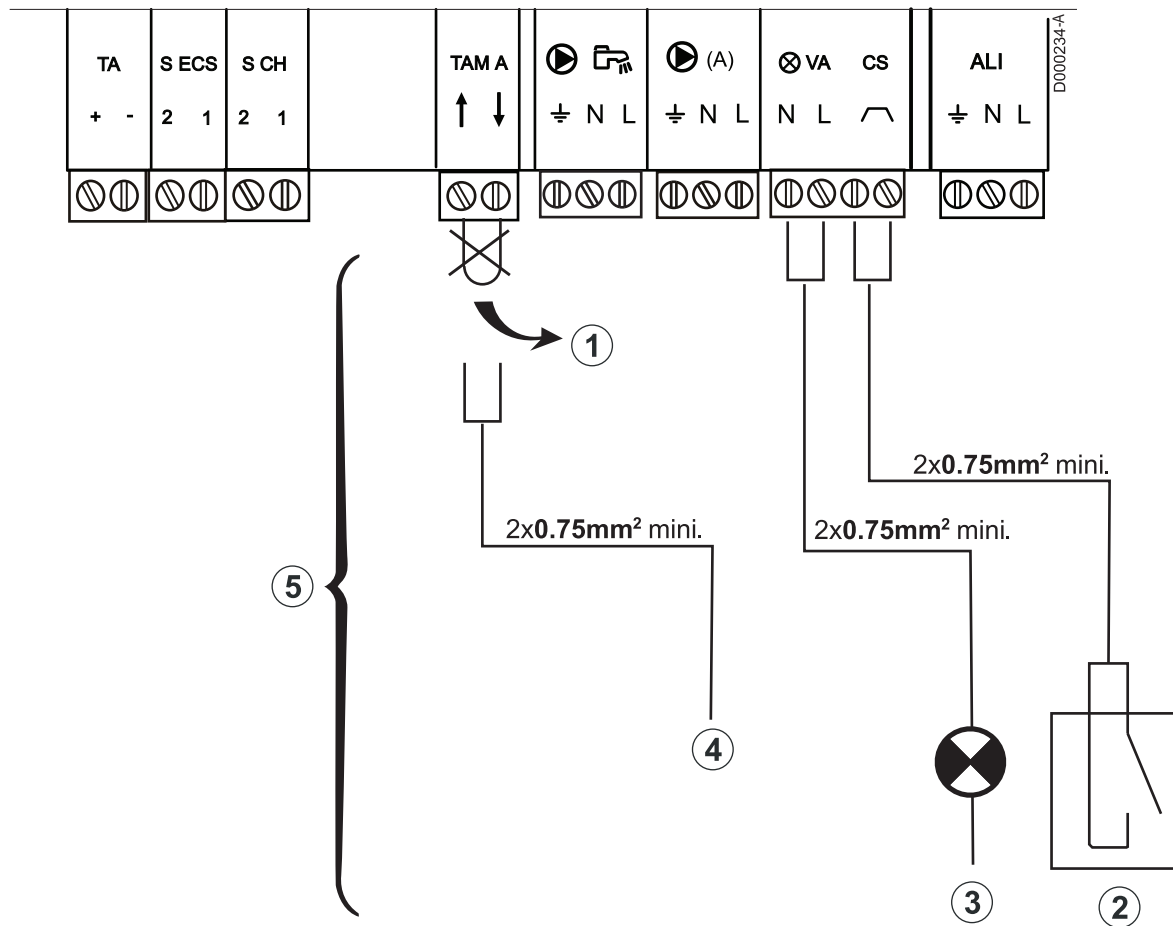 TA
S ECS
S CH
TAM A
(A)
VA
CS
ALI
D000234-A
+ -
2 1
2 1
N L
N L
N L
N L
1
2x0.75mm² mini.
2x0.75mm² mini.
2x0.75mm² mini.
5
4
3
2